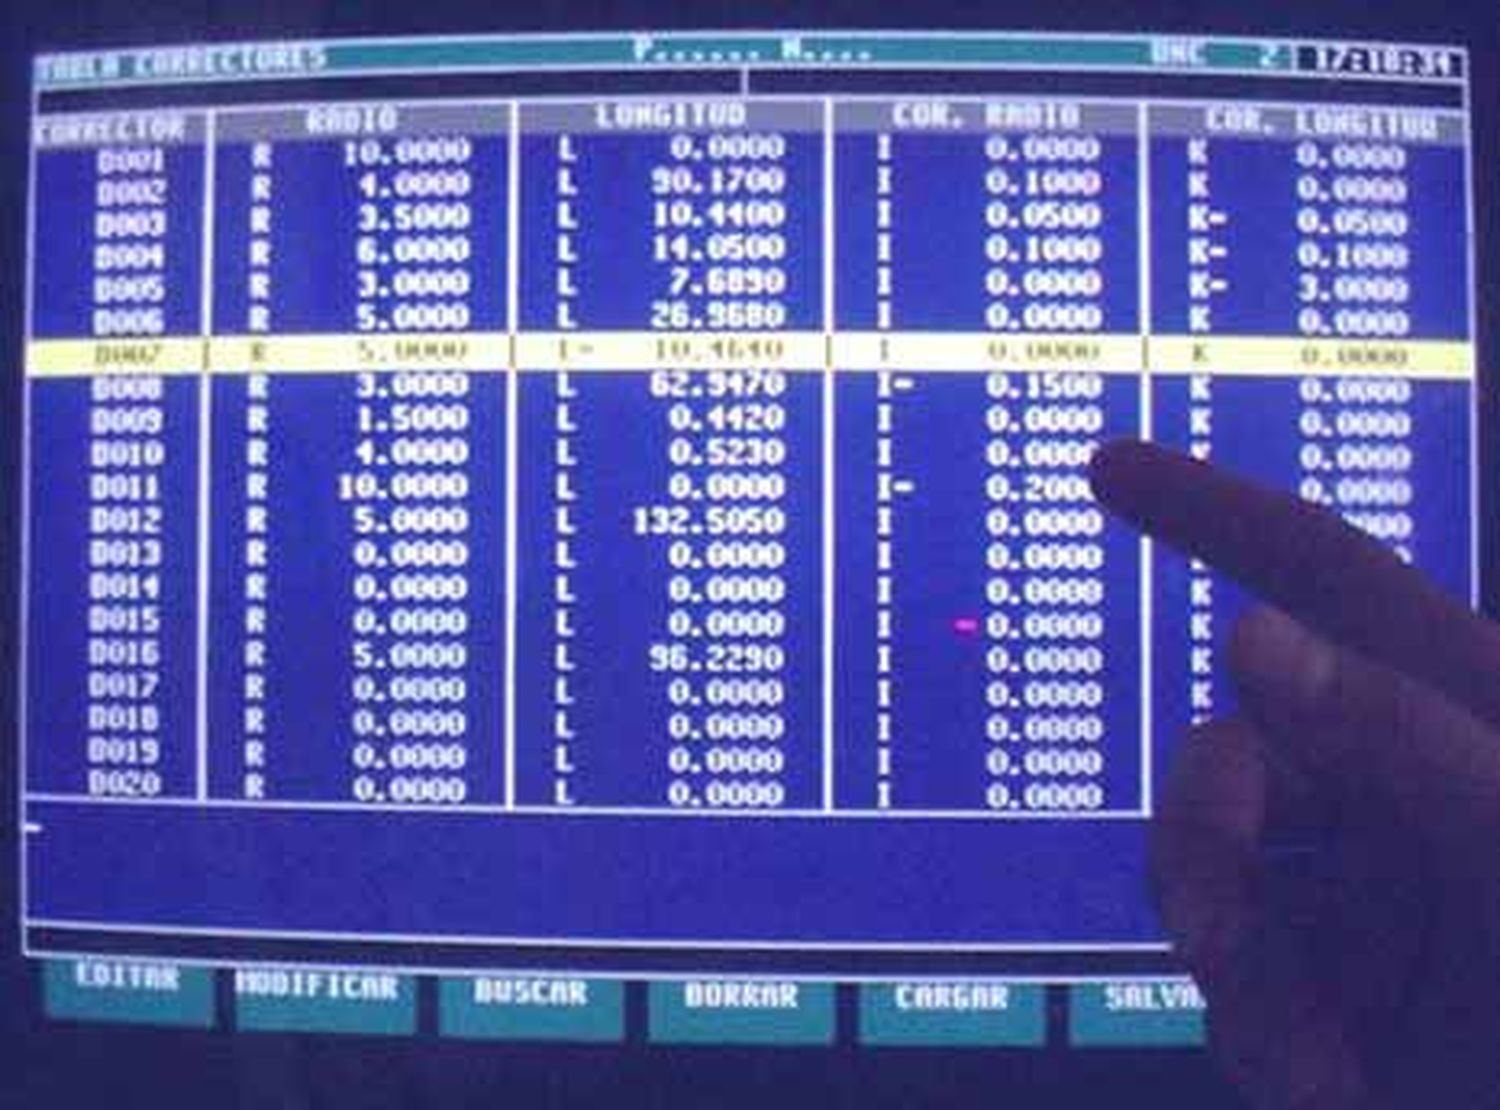 TABLA CORRECTORES P...... N....
CORRECTOR RADIO LONGITUD COR. RADIO COR. LONGITUD
D001 R 10.0000 L 0.0000 I 0.0000 K 0.0000
D002 R 4.0000 L 90.1700 I 0.1000 K 0.0000
D003 R 3.5000 L 10.4400 I 0.0500 K- 0.0500
D004 R 6.0000 L 14.0500 I 0.1000 K- 0.1000
D005 R 3.0000 L 7.6890 I 0.0000 K- 3.0000
D006 R 5.0000 L 26.9680 I 0.0000 K 0.0000
D007 R 5.0000 L- 10.4640 I 0.0000 K 0.0000
D008 R 3.0000 L 62.9470 I- 0.1500 K 0.0000
D009 R 1.5000 L 0.4420 I 0.0000 K 0.0000
D010 R 4.0000 L 0.5230 I 0.0000 0.0000
D011 R 10.0000 L 0.0000 I- 0.2000 0.0000
D012 R 5.0000 L 132.5050 I 0.0000
D013 R 0.0000 L 0.0000 I 0.0000
D014 R 0.0000 L 0.0000 I 0.0000 K
D015 R 0.0000 L 0.0000 I 0.0000 K
D016 R 5.0000 L 96.2290 I 0.0000 K
D017 R 0.0000 L 0.0000 I 0.0000 K
D018 R 0.0000 L 0.0000 I 0.0000
D019 R 0.0000 L 0.0000 I 0.0000
D020 R 0.0000 L 0.0000 I 0.0000
EDITAR MODIFICAR BUSCAR BORRAR CARGAR SALVA